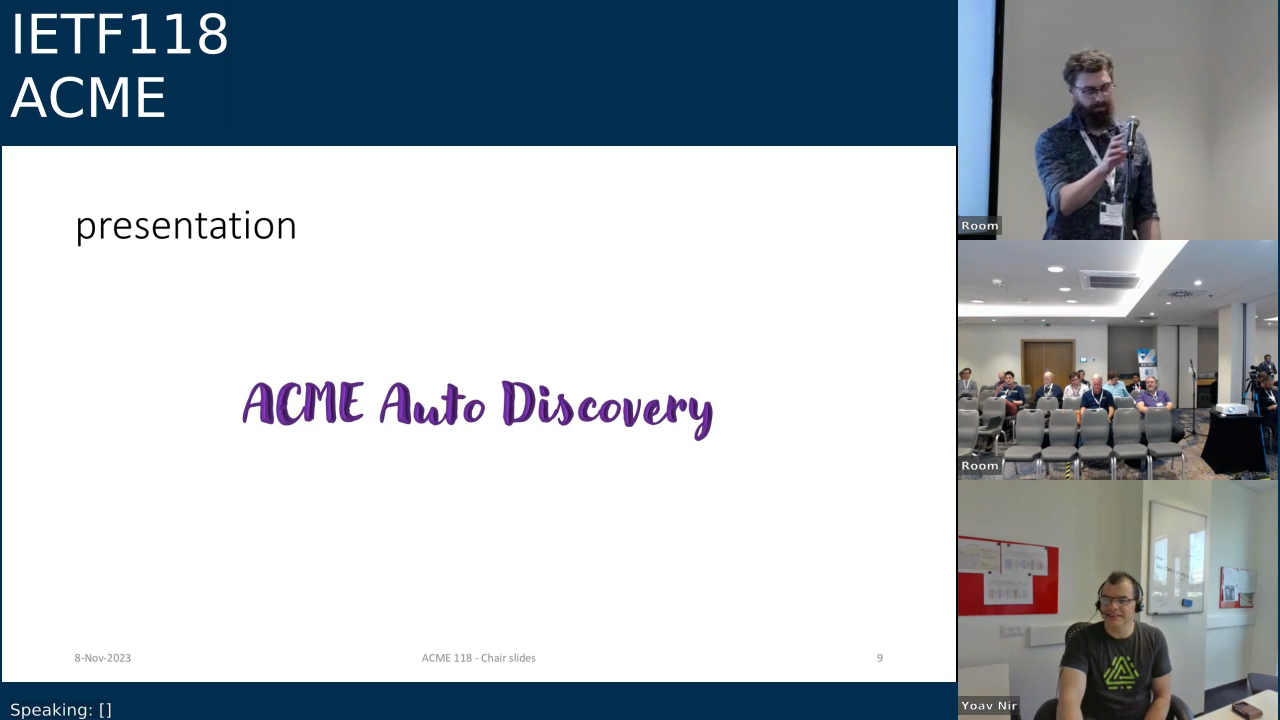 IETF118
ACME
presentation
ACME Auto Discovery
8-Nov-2023
ACME 118 - Chair slides
9
Speaking: []
Room
Room
Yoav Nir